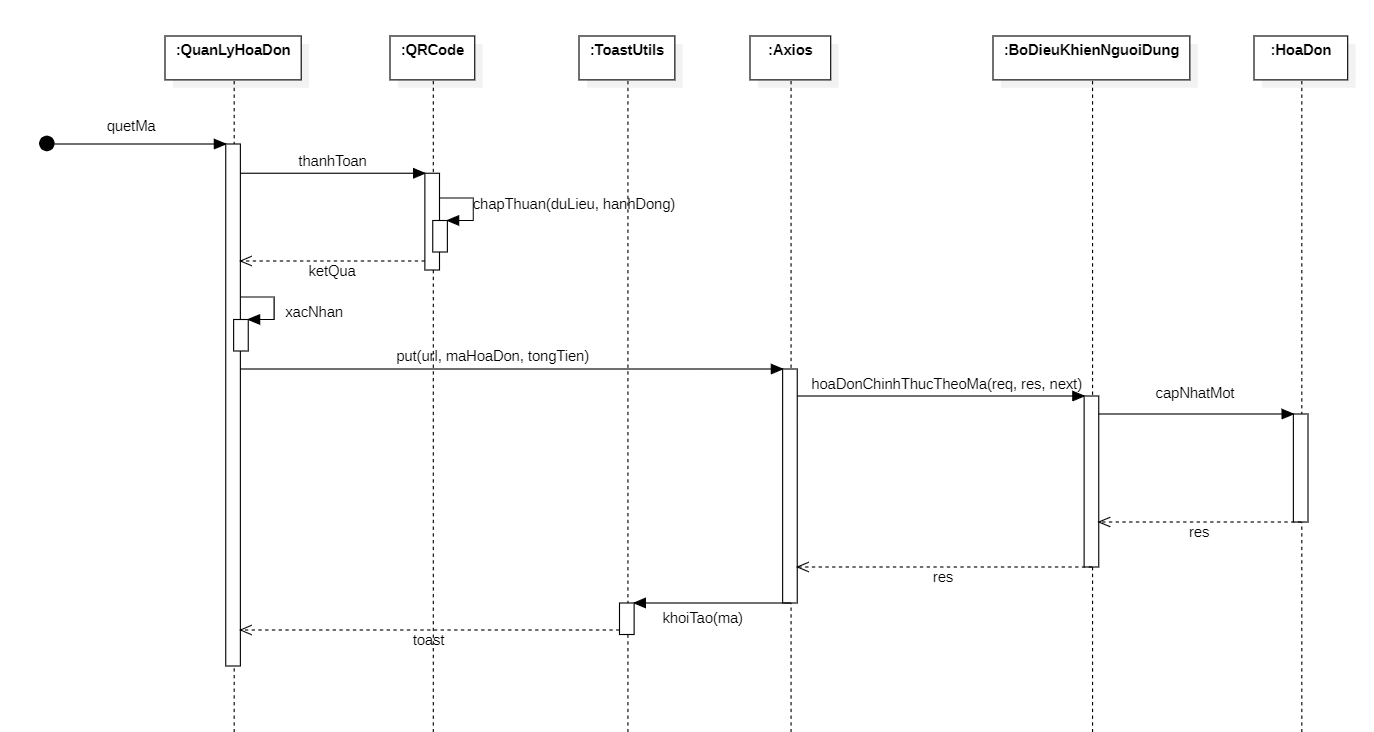 :QuanLyHoaDon
:QRCode
:ToastUtils
:Axios
:BoDieuKhienNguoiDung
:HoaDon
quetMa
thanhToan
chapThuan(duLieu, hanhDong)
ketQua
xacNhan
put(url, maHoaDon, tongTien)
hoaDonChinhThucTheoMa(req, res, next)
capNhatMot
res
res
khoiTao(ma)
toast